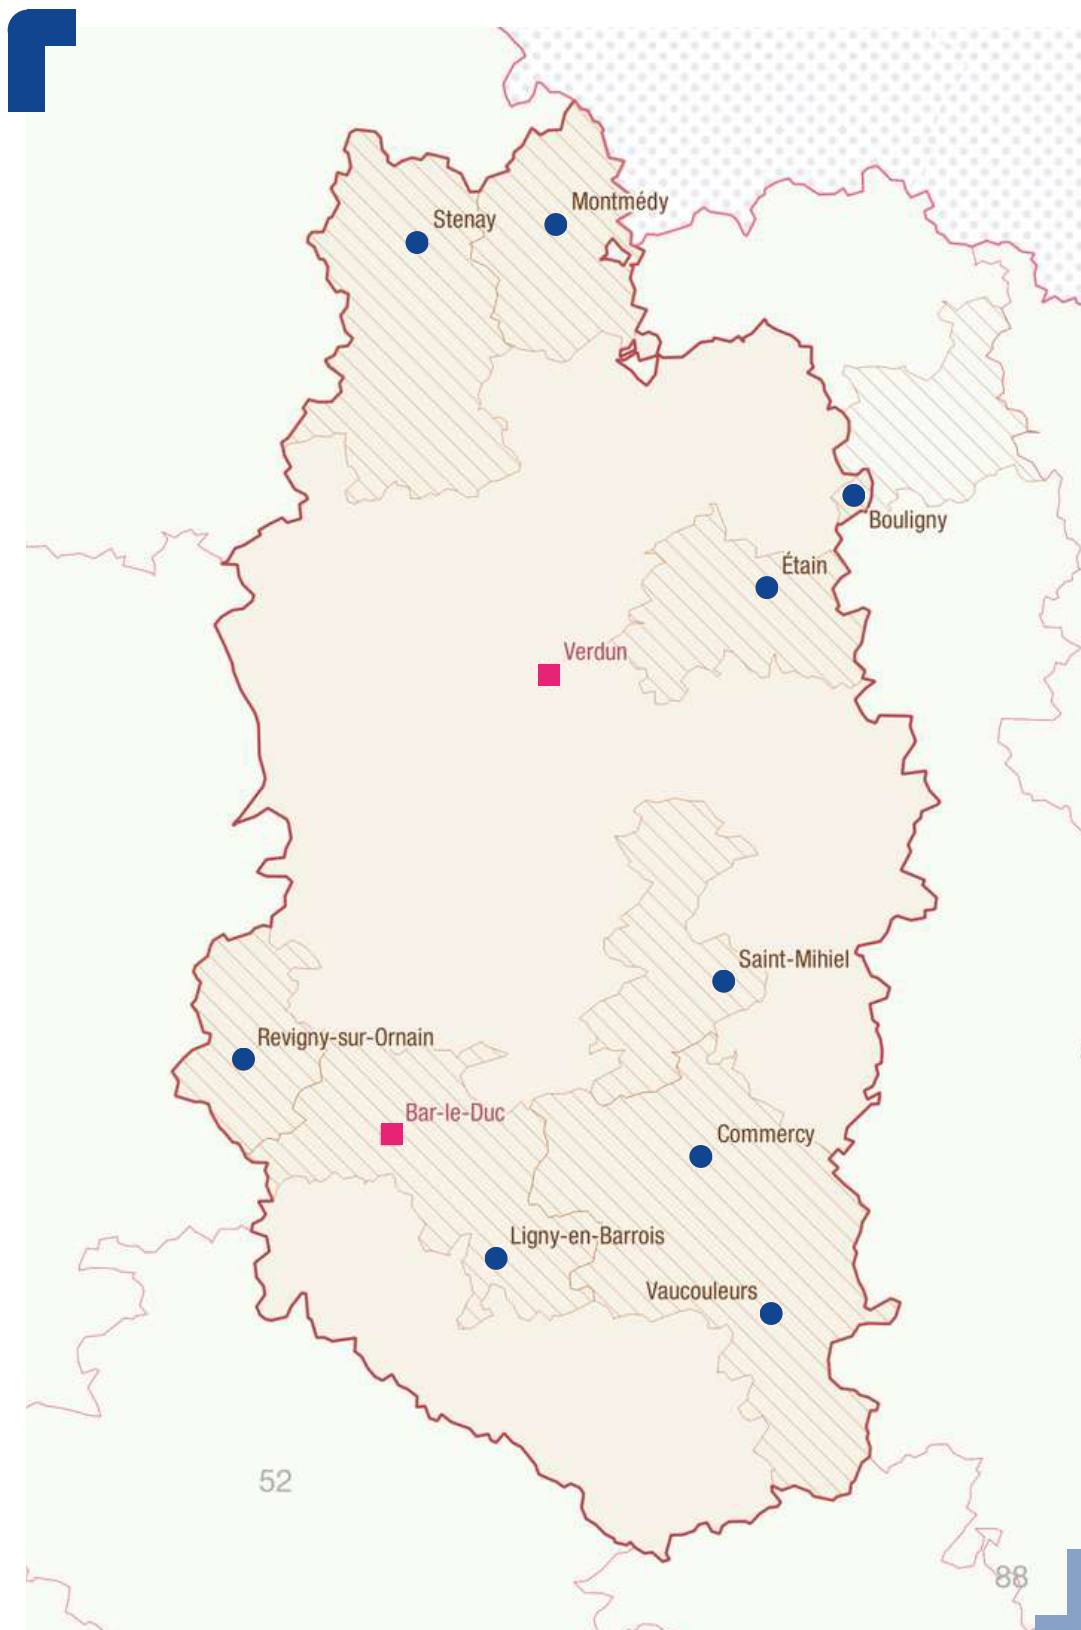 Montmédy
Stenay
Bouligny
Étain
Verdun
Saint-Mihiel
Revigny-sur-Ornain
Bar-le-Duc
Commercy
Ligny-en-Barrois
Vaucouleurs
52
88